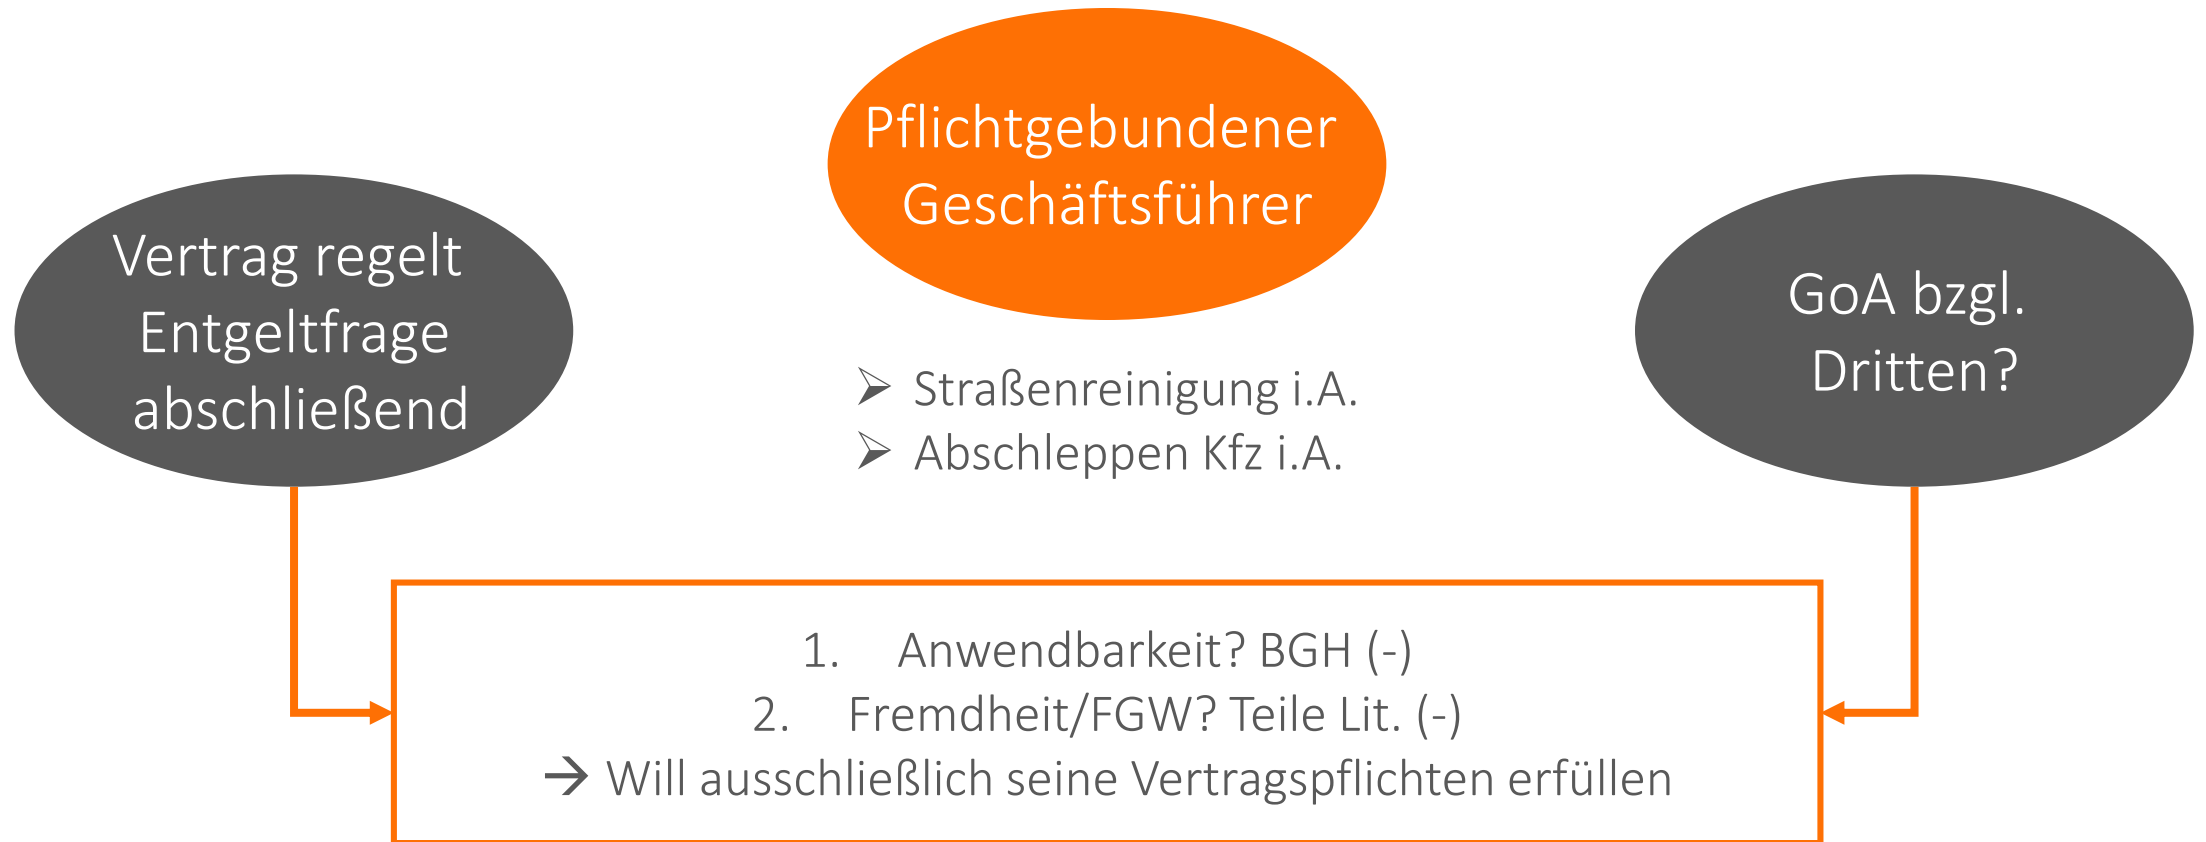 Pflichtgebundener
Geschäftsführer
Vertrag regelt
Entgeltfrage
abschließend
GoA bzgl.
Dritten?
➢ Straßenreinigung i.A.
➢ Abschleppen Kfz i.A.
1. Anwendbarkeit? BGH (-)
2. Fremdheit/FGW? Teile Lit. (-)
→ Will ausschließlich seine Vertragspflichten erfüllen